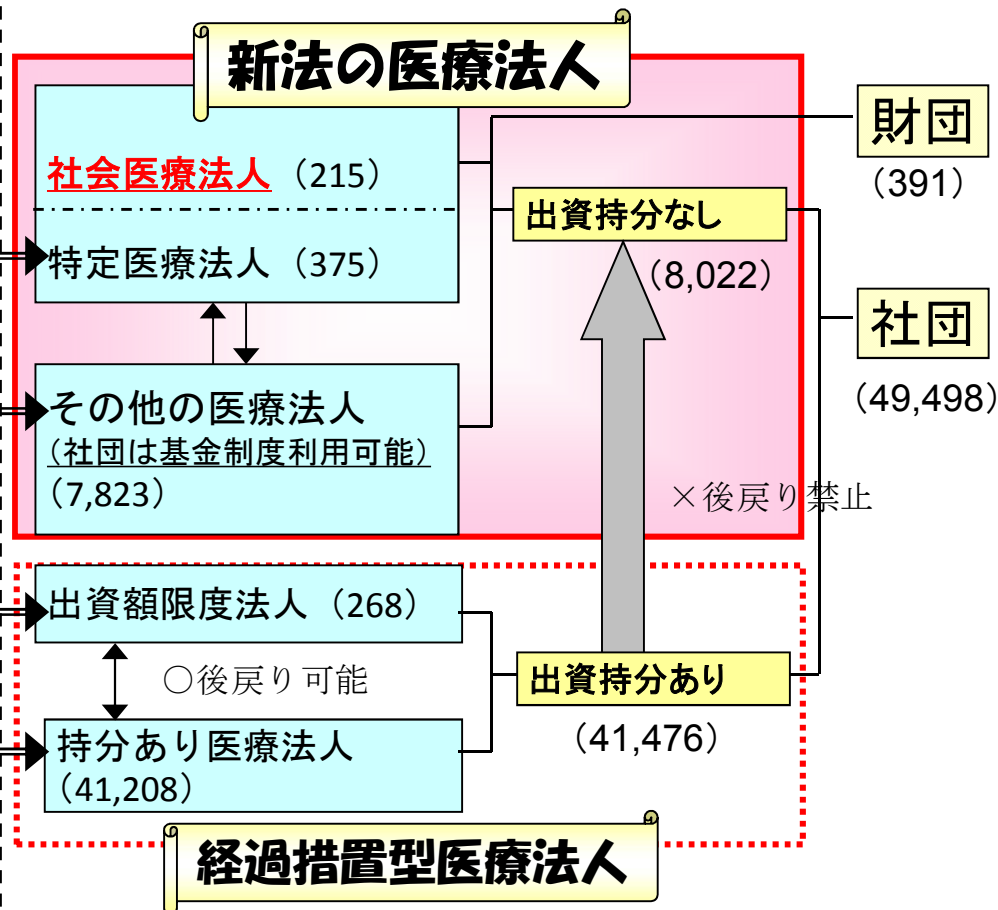 新法の医療法人
社会医療法人（215）
特定医療法人（375）
その他の医療法人
（社団は基金制度利用可能）
（7,823）
出資持分なし
（8,022）
財団
（391）
社団
（49,498）
×後戻り禁止
出資額限度法人（268）
○後戻り可能
持分あり医療法人
（41,208）
出資持分あり
（41,476）
経過措置型医療法人